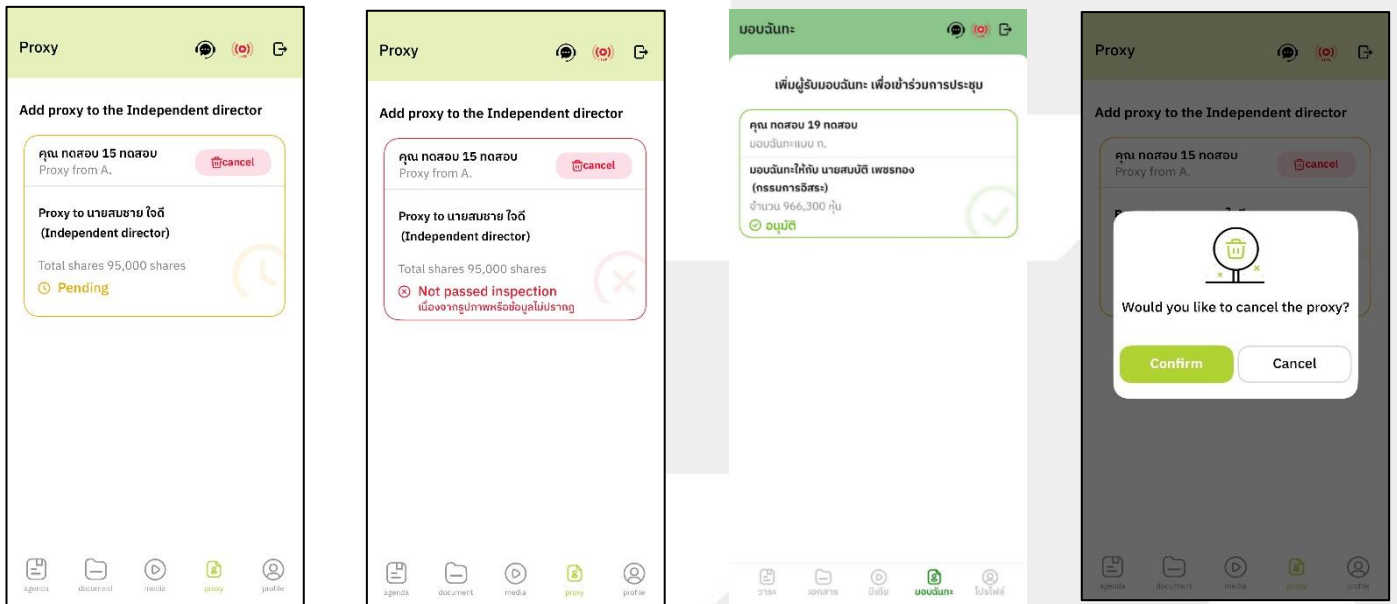 Proxy
Add proxy to the Independent director
คุณ ทดสอบ 15 ทดสอบ
Proxy from A.
cancel
Proxy to นายสมชาย ใจดี
(Independent director)
Total shares 95,000 shares
Pending
agenda
document
media
proxy
profile
Proxy
Add proxy to the Independent director
คุณ ทดสอบ 15 ทดสอบ
Proxy from A.
cancel
Proxy to นายสมชาย ใจดี
(Independent director)
Total shares 95,000 shares
Not passed inspection
เนื่องจากรูปภาพหรือข้อมูลไม่ปรากฏ
agenda
document
media
proxy
profile
มอบฉันทะ
เพิ่มผู้รับมอบฉันทะ เพื่อเข้าร่วมการประชุม
คุณ ทดสอบ 19 ทดสอบ
มอบฉันทะแบบ ก.
มอบฉันทะให้กับ นายสมบัติ เพชรทอง
(กรรมการอิสระ)
จำนวน 966,300 หุ้น
อนุมัติ
วาระ
เอกสาร
มีเดีย
มอบฉันทะ
โปรไฟล์
Proxy
Add proxy to the Independent director
คุณ ทดสอบ 15 ทดสอบ
Proxy from A.
cancel
Would you like to cancel the proxy?
Confirm
Cancel
agenda
document
media
proxy
profile